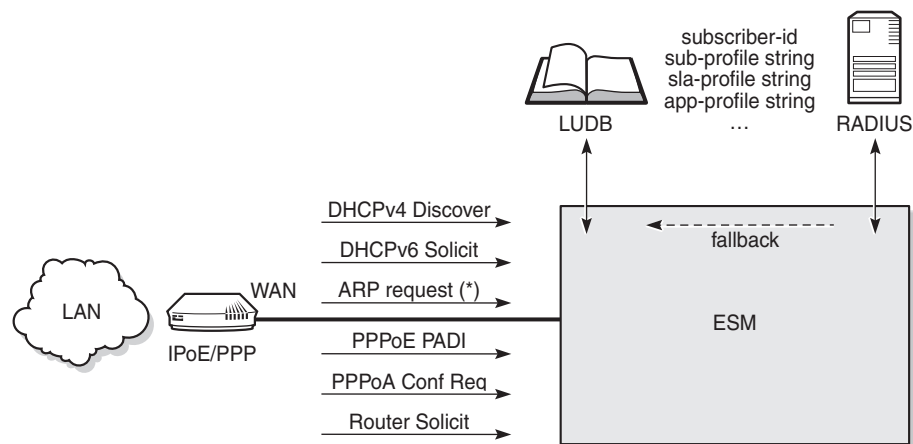 subscriber-id
sub-profile string
sla-profile string
app-profile string
...
LUDB
RADIUS
DHCPv4 Discover
fallback
DHCPv6 Solicit
WAN
ARP request (*)
LAN
ESM
IPoE/PPP
PPPoE PADI
PPPoA Conf Req
Router Solicit